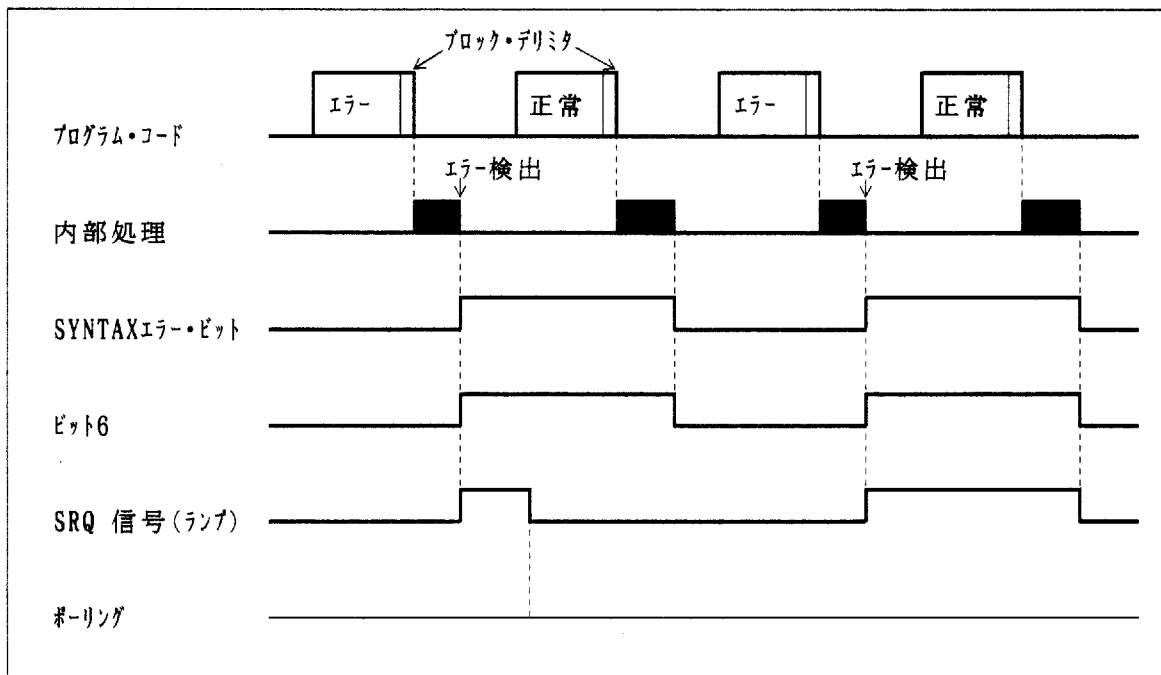 ブロック・デリミタ
エラー 正常 エラー 正常
プログラム・コード
エラー検出 エラー検出
内部処理
SYNTAXエラー・ビット
ビット6
SRQ 信号(ランプ)
ポーリング